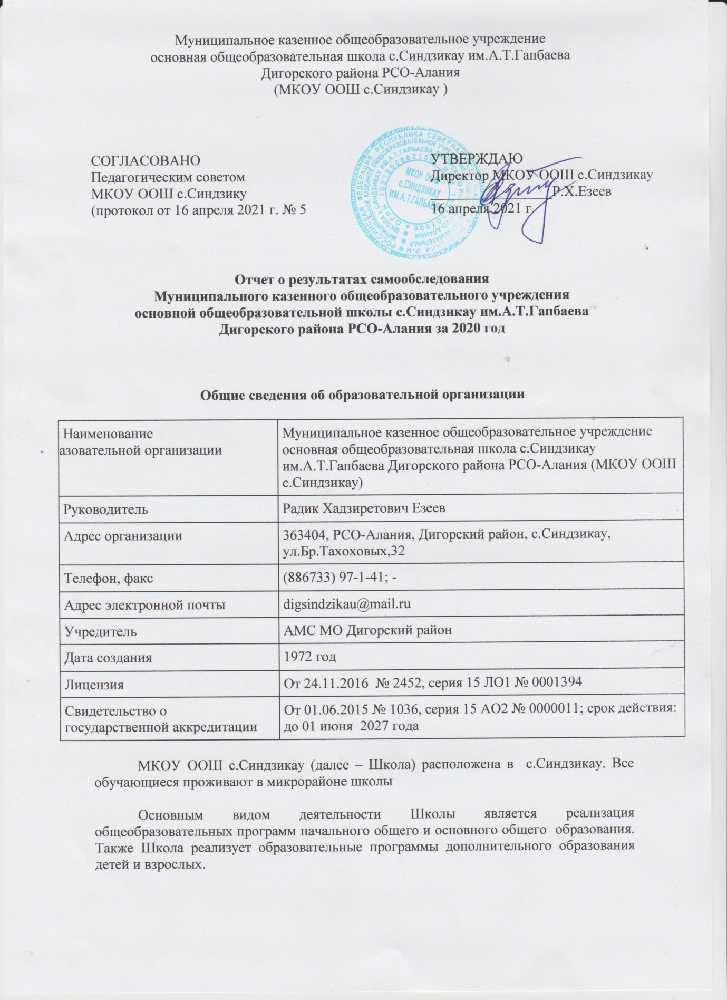 Муниципальное казенное общеобразовательное учреждение
основная общеобразовательная школа с.Синдзикау им.А.Т.Гапбаева
Дигорского района РСО-Алания
(МКОУ ООШ с.Синдзикау )
СОГЛАСОВАНО
Педагогическим советом
МКОУ ООШ с.Синдзику
(протокол от 16 апреля 2021 г. № 5
МКОУ ООШ
с.СИНДЗИКАУ
ИМ.А.Т.ГАПБАЕВА
УТВЕРЖДАЮ
Директор МКОУ ООШ с.Синдзикау
Р.Х.Езеев
16 апреля 2021 г.
Отчет о результатах самообследования
Муниципального казенного общеобразовательного учреждения
основной общеобразовательной школы с.Синдзикау им.А.Т.Гапбаева
Дигорского района РСО-Алания за 2020 год
Общие сведения об образовательной организации
Наименование
азовательной организации
Муниципальное казенное общеобразовательное учреждение
основная общеобразовательная школа с.Синдзикау
им.А.Т.Гапбаева Дигорского района РСО-Алания (МКОУ ООШ
с.Синдзикау)
Руководитель
Радик Хадзиретович Езеев
Адрес организации
363404, РСО-Алания, Дигорский район, с.Синдзикау,
ул.Бр.Тахоховых,32
Телефон, факс
(886733) 97-1-41; -
Адрес электронной почты
digsindzikau@mail.ru
Учредитель
АМС МО Дигорский район
Дата создания
1972 год
Лицензия
От 24.11.2016 № 2452, серия 15 ЛО1 № 0001394
Свидетельство о
государственной аккредитации
От 01.06.2015 № 1036, серия 15 АО2 № 0000011; срок действия:
до 01 июня 2027 года
МКОУ ООШ с.Синдзикау (далее – Школа) расположена в с.Синдзикау. Все
обучающиеся проживают в микрорайоне школы
Основным видом деятельности Школы является реализация
общеобразовательных программ начального общего и основного общего образования.
Также Школа реализует образовательные программы дополнительного образования
детей и взрослых.